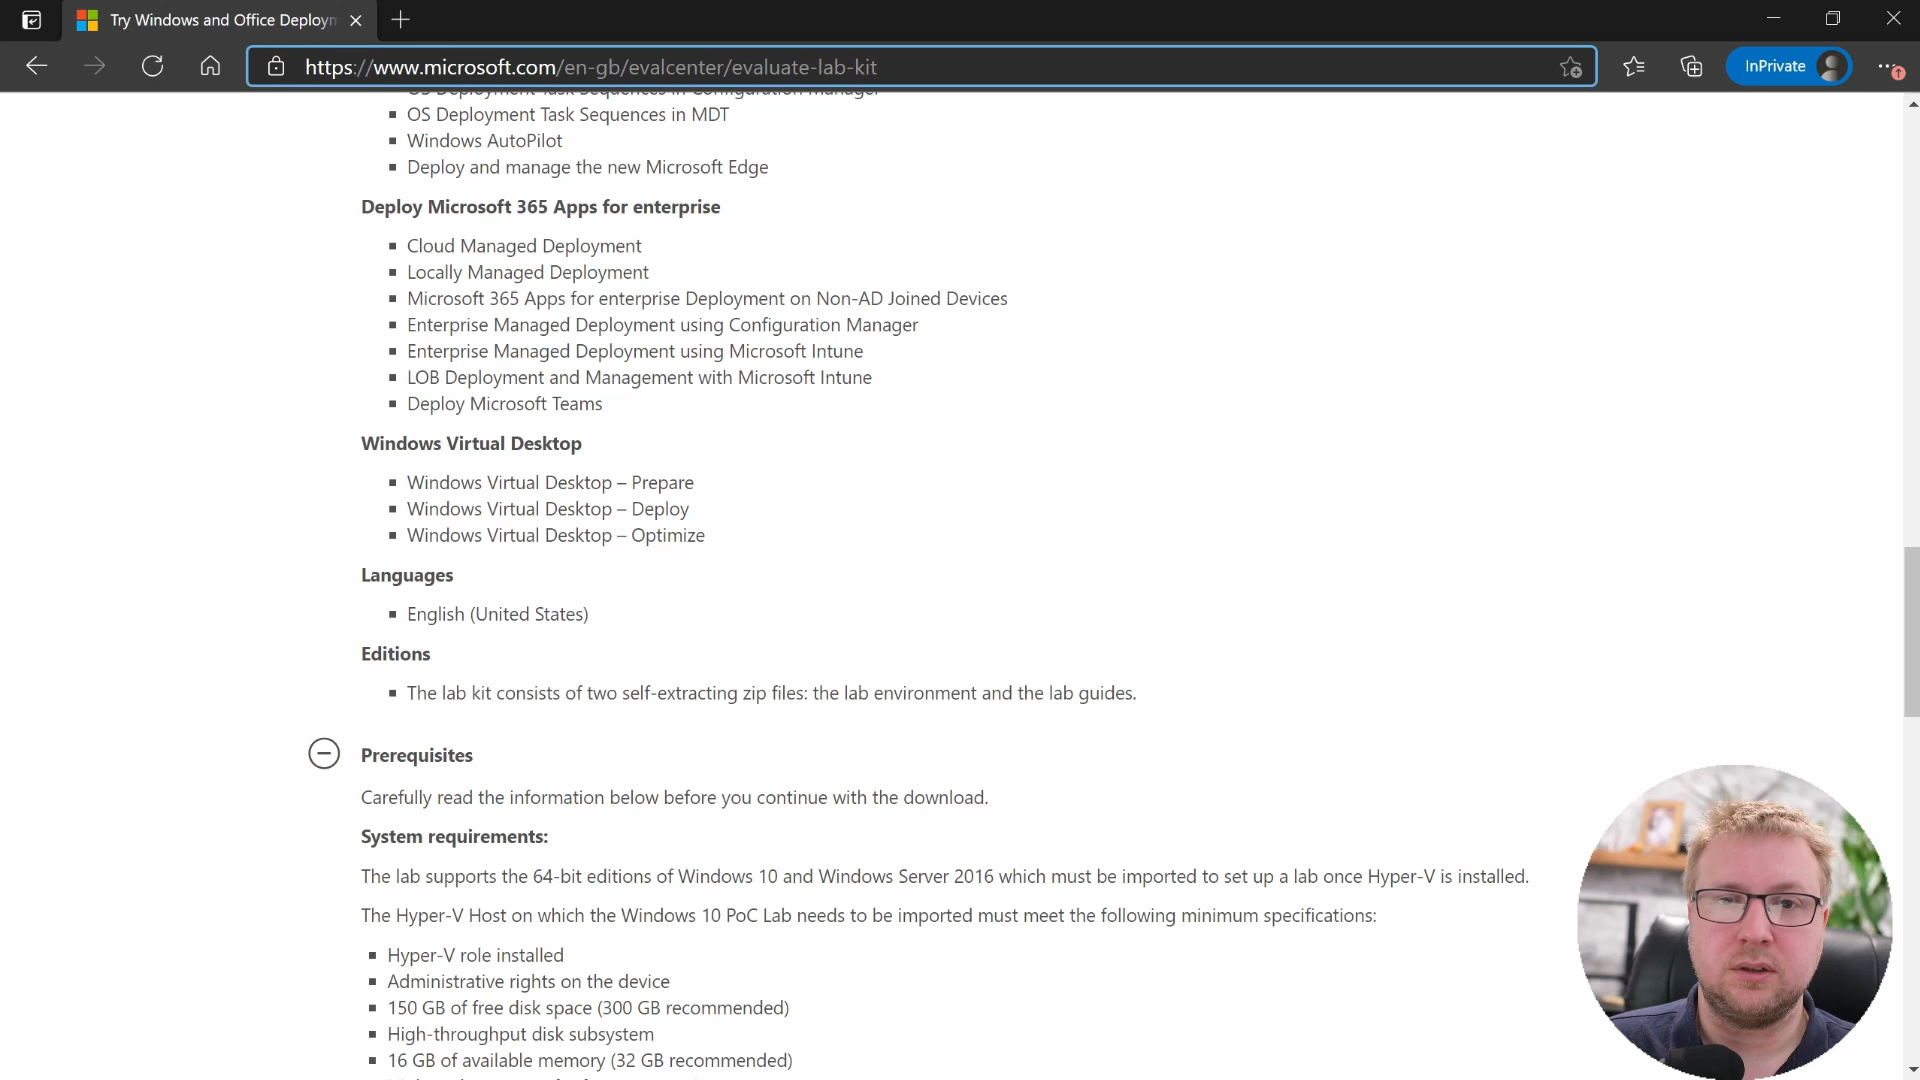 Try Windows and Office Deploym
https://www.microsoft.com/en-gb/evalcenter/evaluate-lab-kit
InPrivate
OS Deployment Task Sequences in Configuration Manager
OS Deployment Task Sequences in MDT
Windows AutoPilot
Deploy and manage the new Microsoft Edge
Deploy Microsoft 365 Apps for enterprise
Cloud Managed Deployment
Locally Managed Deployment
Microsoft 365 Apps for enterprise Deployment on Non-AD Joined Devices
Enterprise Managed Deployment using Configuration Manager
Enterprise Managed Deployment using Microsoft Intune
LOB Deployment and Management with Microsoft Intune
Deploy Microsoft Teams
Windows Virtual Desktop
Windows Virtual Desktop – Prepare
Windows Virtual Desktop – Deploy
Windows Virtual Desktop – Optimize
Languages
English (United States)
Editions
The lab kit consists of two self-extracting zip files: the lab environment and the lab guides.
Prerequisites
Carefully read the information below before you continue with the download.
System requirements:
The lab supports the 64-bit editions of Windows 10 and Windows Server 2016 which must be imported to set up a lab once Hyper-V is installed.
The Hyper-V Host on which the Windows 10 PoC Lab needs to be imported must meet the following minimum specifications:
Hyper-V role installed
Administrative rights on the device
150 GB of free disk space (300 GB recommended)
High-throughput disk subsystem
16 GB of available memory (32 GB recommended)